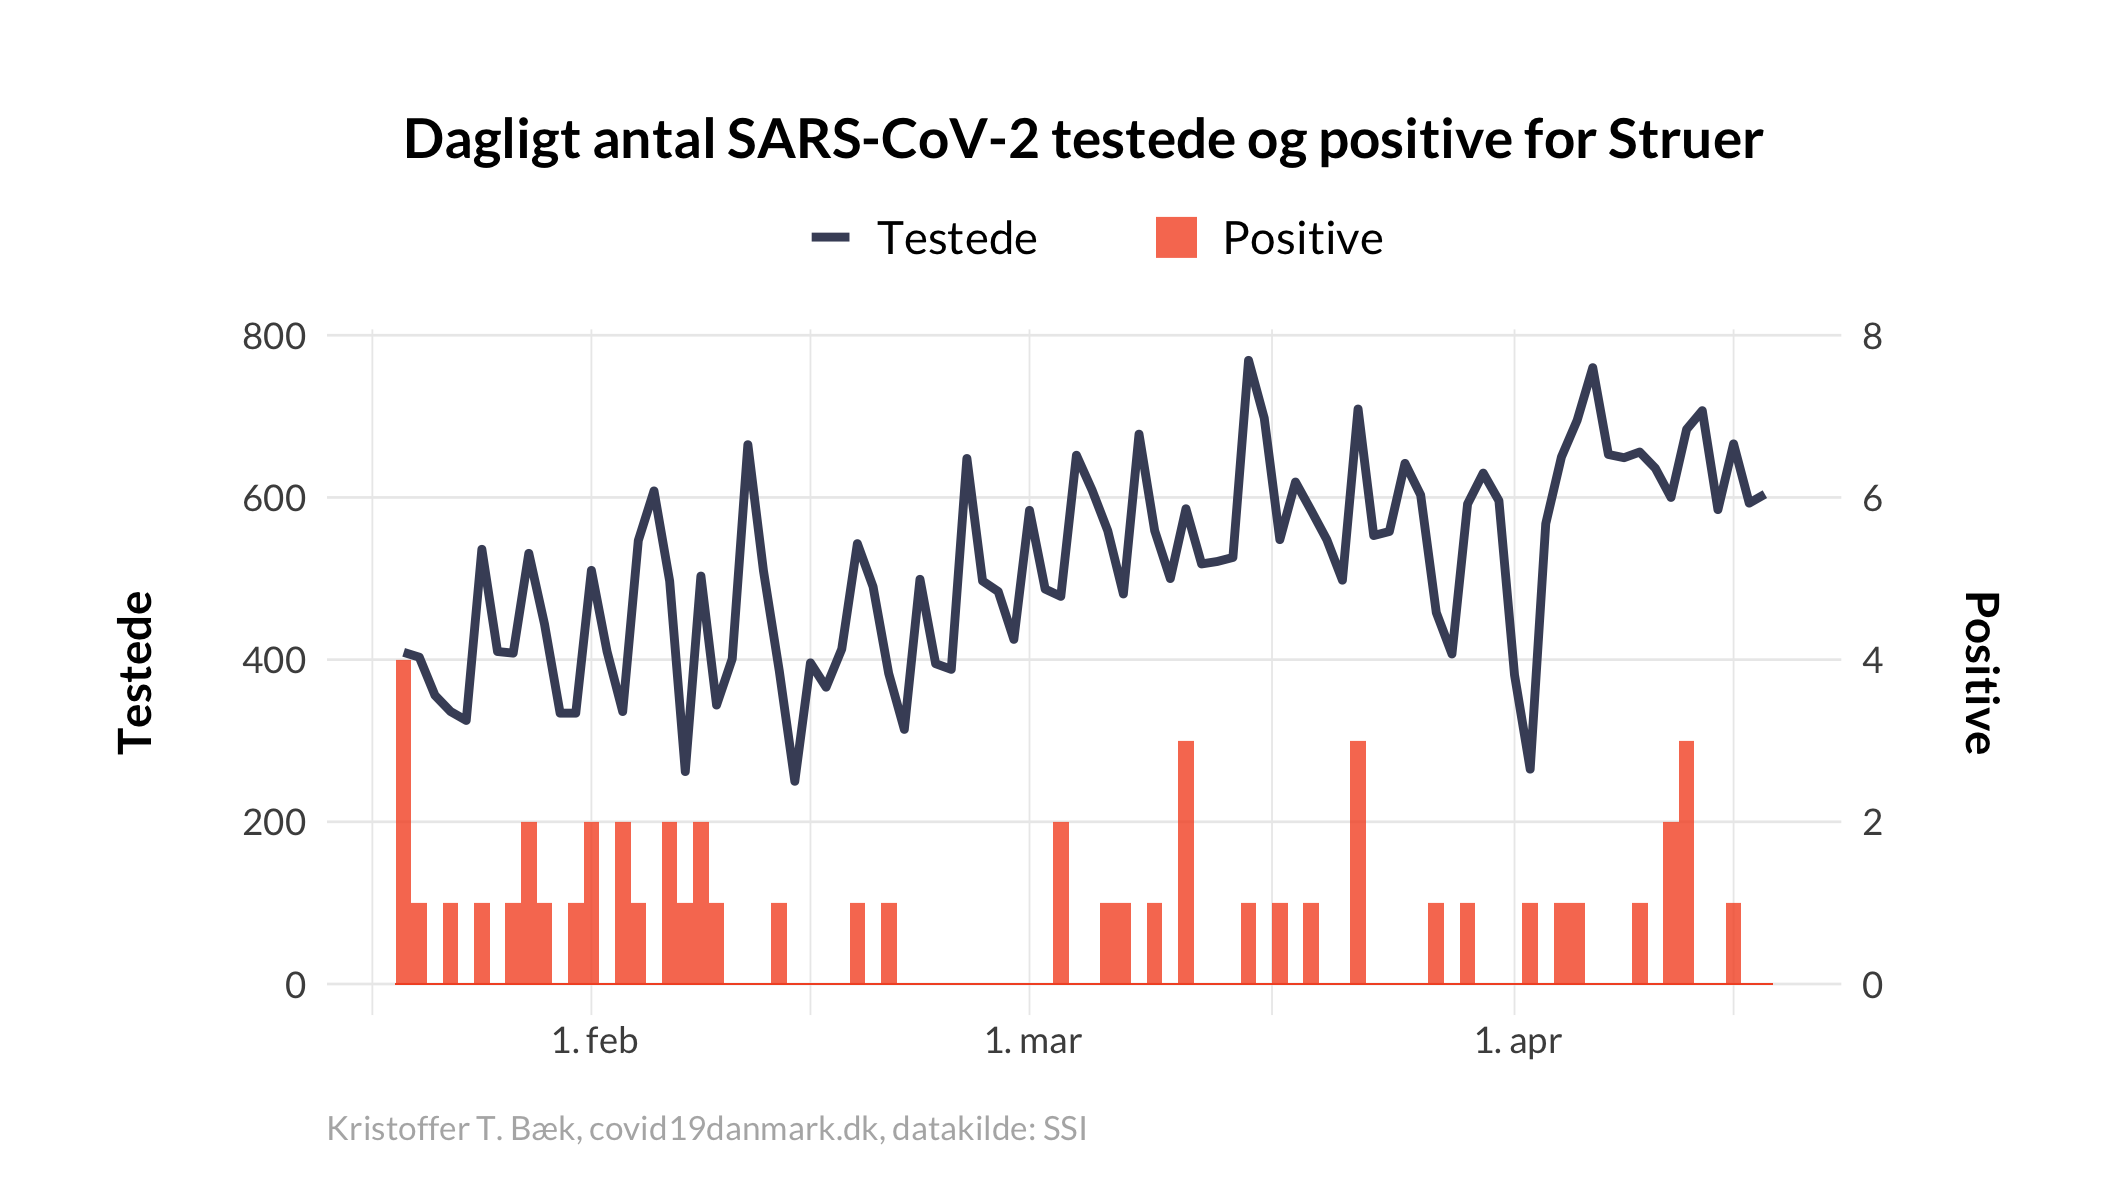 Dagligt antal SARS-CoV-2 testede og positive for Struer
Testede
Positive
800
600
400
200
0
8
6
4
2
0
Testede
Positive
1. feb
1. mar
1. apr
Kristoffer T. Bæk, covid19danmark.dk, datakilde: SSI